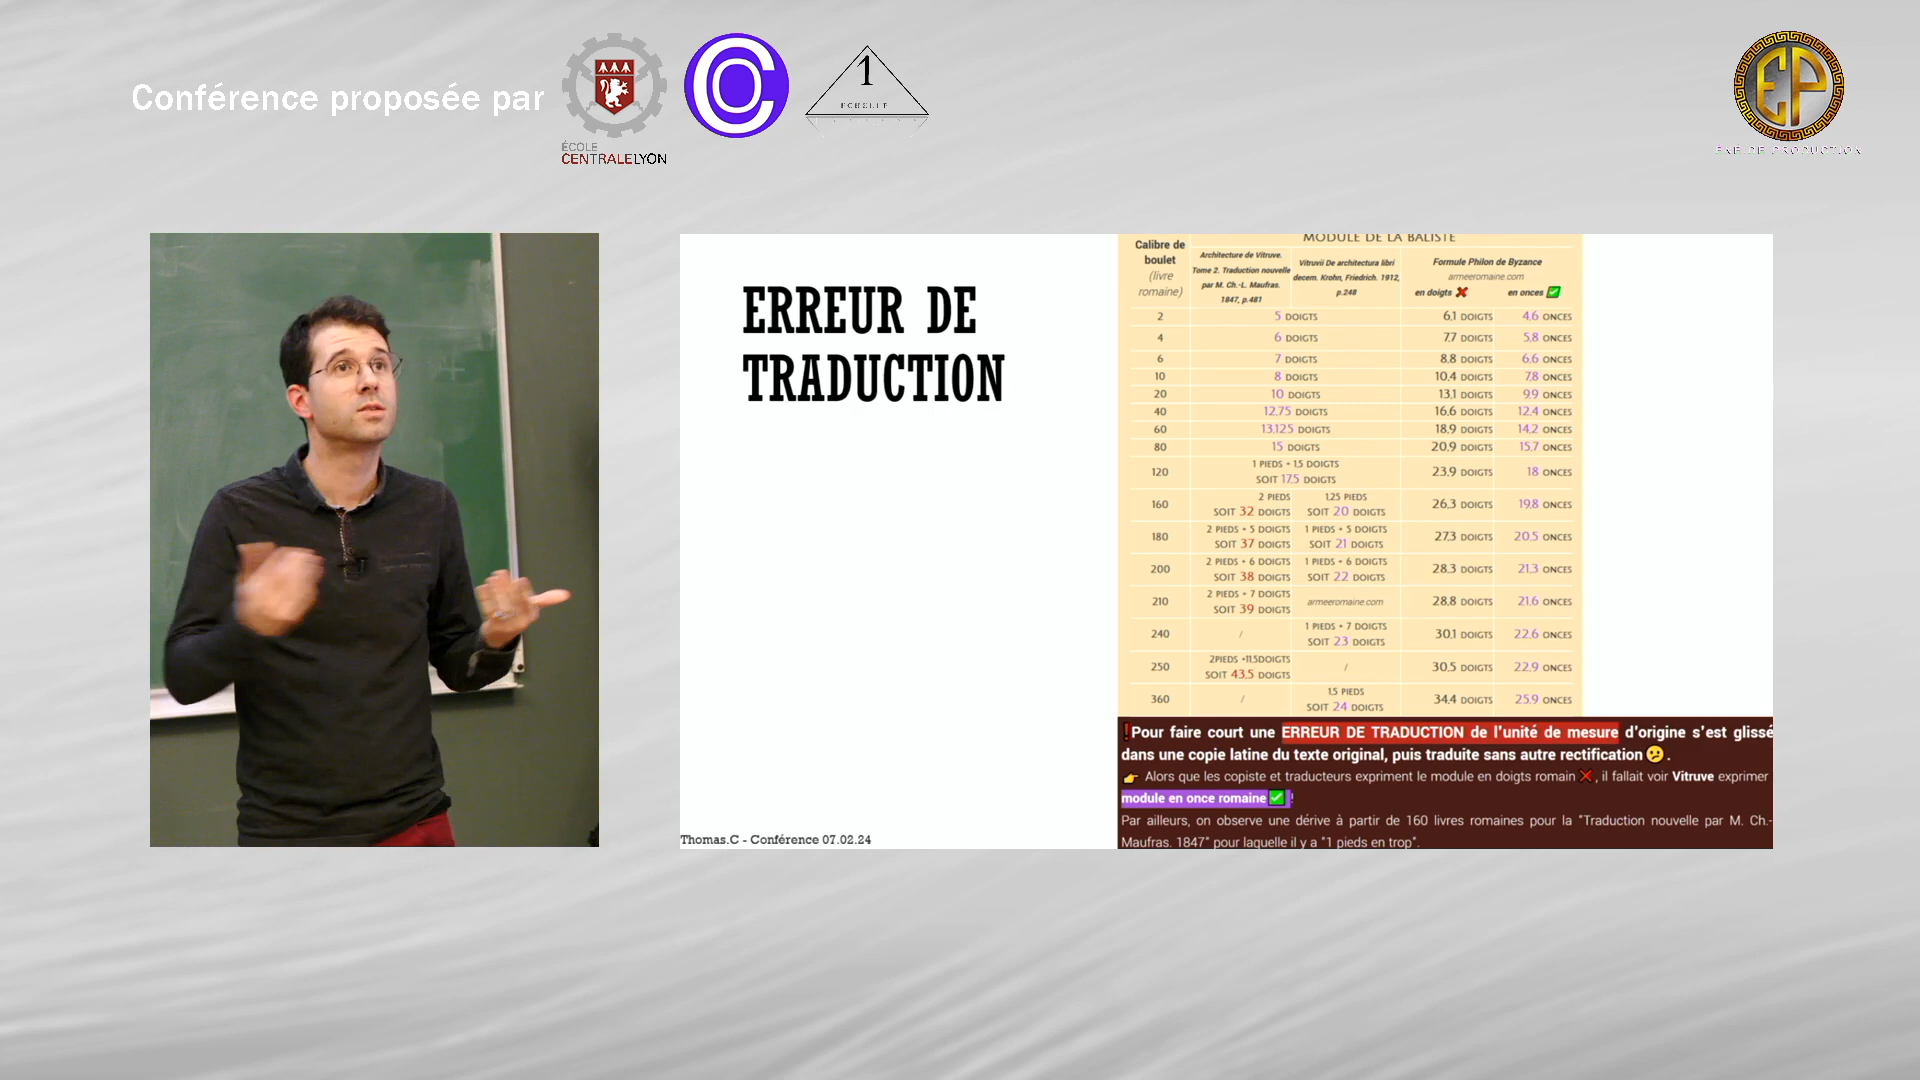 Conférence proposée par
1
ECHELLE
ÉCOLE
CENTRALELYON
EP
ERREUR DE
TRADUCTION
Thomas.C - Conférence 07.02.24
MODULE DE LA BALISTE
Calibre de boulet (livre romaine)
Architecture de Vitruve. Tome 2. Traduction nouvelle par M. Ch.-L. Maufras. 1847, p.481
Vitruvii De architectura libri decem. Krohn, Friedrich. 1912, p.248
Formule Philon de Byzance
armeeromaine.com
en doigts ❌ en onces ✅
2 5 DOIGTS 6,1 DOIGTS 4.6 ONCES
4 6 DOIGTS 7,7 DOIGTS 5.8 ONCES
6 7 DOIGTS 8,8 DOIGTS 6.6 ONCES
10 8 DOIGTS 10,4 DOIGTS 7.8 ONCES
20 10 DOIGTS 13,1 DOIGTS 9.9 ONCES
40 12.75 DOIGTS 16.6 DOIGTS 12.4 ONCES
60 13.125 DOIGTS 18,9 DOIGTS 14.2 ONCES
80 15 DOIGTS 20,9 DOIGTS 15.7 ONCES
120 1 PIEDS + 1.5 DOIGTS SOIT 17.5 DOIGTS 23,9 DOIGTS 18 ONCES
160 2 PIEDS SOIT 32 DOIGTS 1.25 PIEDS SOIT 20 DOIGTS 26,3 DOIGTS 19.8 ONCES
180 2 PIEDS + 5 DOIGTS SOIT 37 DOIGTS 1 PIEDS + 5 DOIGTS SOIT 21 DOIGTS 27.3 DOIGTS 20.5 ONCES
200 2 PIEDS + 6 DOIGTS SOIT 38 DOIGTS 1 PIEDS + 6 DOIGTS SOIT 22 DOIGTS 28.3 DOIGTS 21.3 ONCES
210 2 PIEDS + 7 DOIGTS SOIT 39 DOIGTS armeeromaine.com 28,8 DOIGTS 21.6 ONCES
240 / 1 PIEDS + 7 DOIGTS SOIT 23 DOIGTS 30.1 DOIGTS 22.6 ONCES
250 2PIEDS +11.5DOIGTS SOIT 43.5 DOIGTS / 30.5 DOIGTS 22.9 ONCES
360 / 1.5 PIEDS SOIT 24 DOIGTS 34.4 DOIGTS 25.9 ONCES
❗Pour faire court une ERREUR DE TRADUCTION de l'unité de mesure d'origine s'est glissé
dans une copie latine du texte original, puis traduite sans autre rectification 😕.
👉 Alors que les copiste et traducteurs expriment le module en doigts romain ❌, il fallait voir Vitruve exprimer
module en once romaine ✅ !
Par ailleurs, on observe une dérive à partir de 160 livres romaines pour la "Traduction nouvelle par M. Ch.-
Maufras. 1847" pour laquelle il y a "1 pieds en trop".